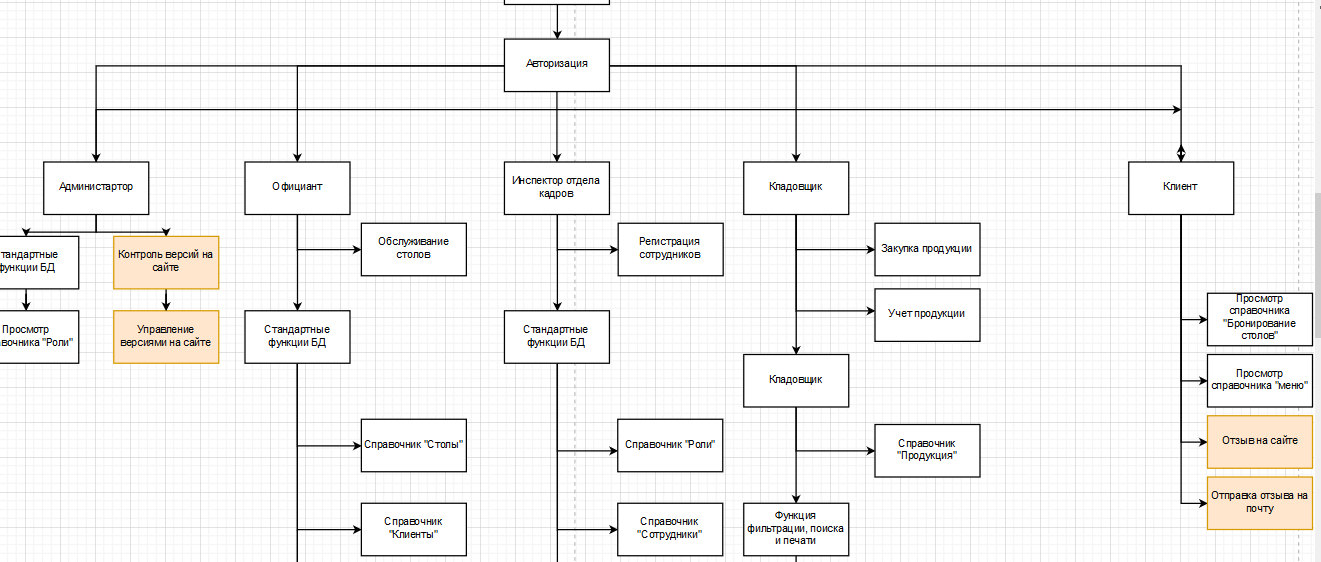 Авторизация
Администартор
Официант
Инспектор отдела
кадров
Кладовщик
Клиент
тандартные
функции БД
Контроль версий на
сайте
Обслуживание
столов
Регистрация
сотрудников
Закупка продукции
Учет продукции
Просмотр
вочника "Роли"
Управление
версиями на сайте
Стандартные
функции БД
Стандартные
функции БД
Просмотр
справочника
"Бронирование
столов"
Кладовщик
Просмотр
справочника "меню"
Справочник "Столы"
Справочник "Роли"
Справочник
"Продукция"
Отзыв на сайте
Справочник
"Клиенты"
Справочник
"Сотрудники"
Функция
фильтрации, поиска
и печати
Отправка отзыва на
почту